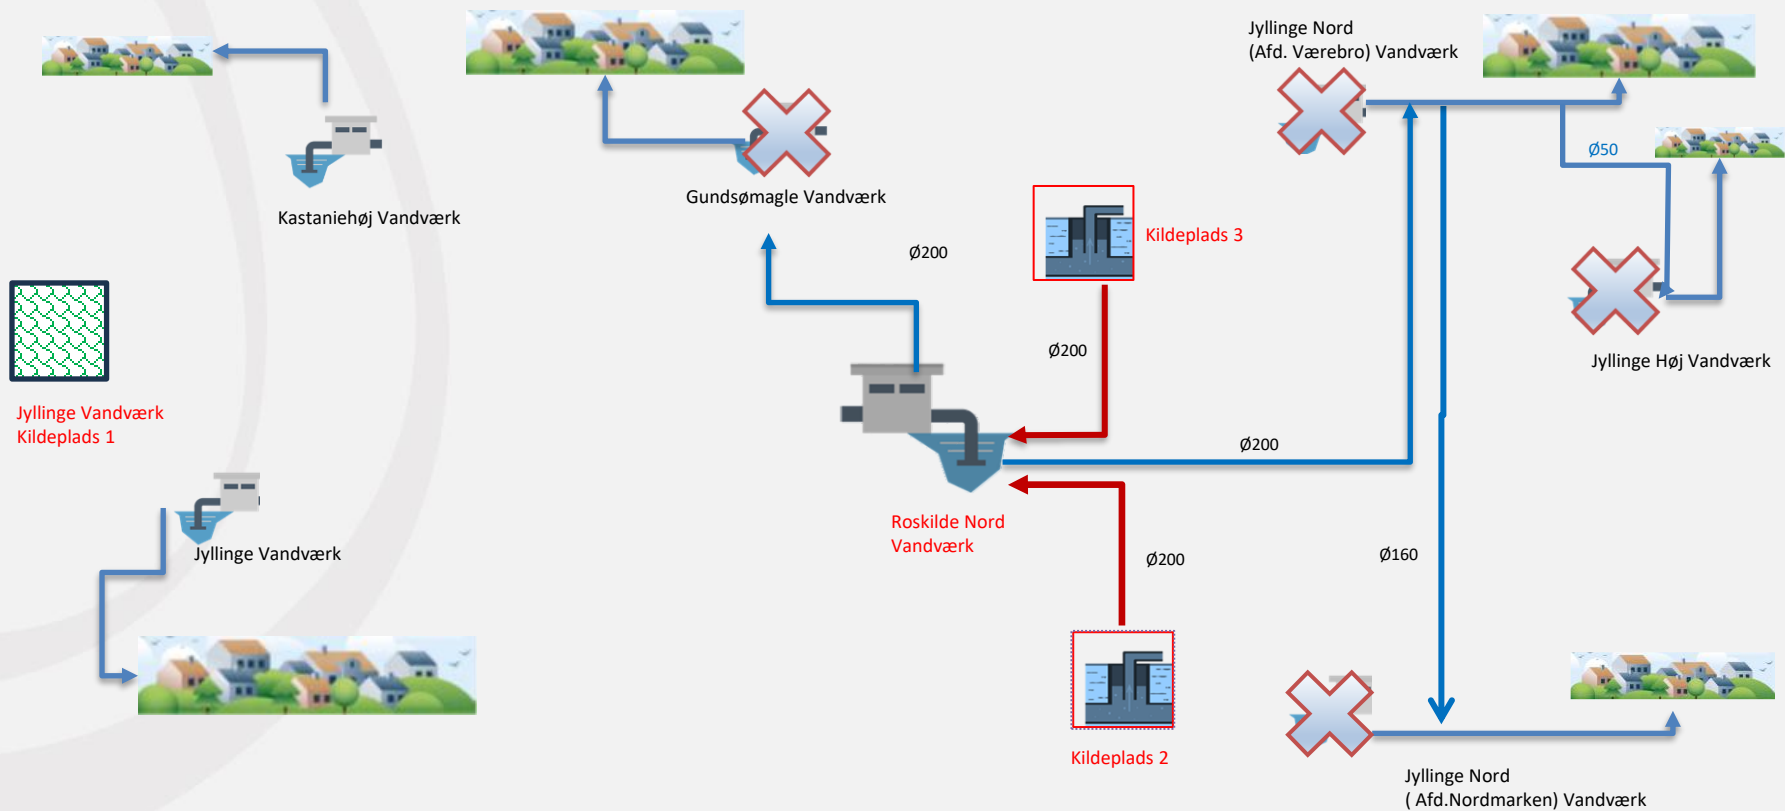 Jyllinge Nord
(Afd. Værebro) Vandværk
Ø50
Kastaniehøj Vandværk
Gundsømagle Vandværk
Ø200
Kildeplads 3
Ø200
Jyllinge Høj Vandværk
Jyllinge Vandværk
Kildeplads 1
Ø200
Roskilde Nord
Vandværk
Jyllinge Vandværk
Ø200
Ø160
Kildeplads 2
Jyllinge Nord
( Afd.Nordmarken) Vandværk